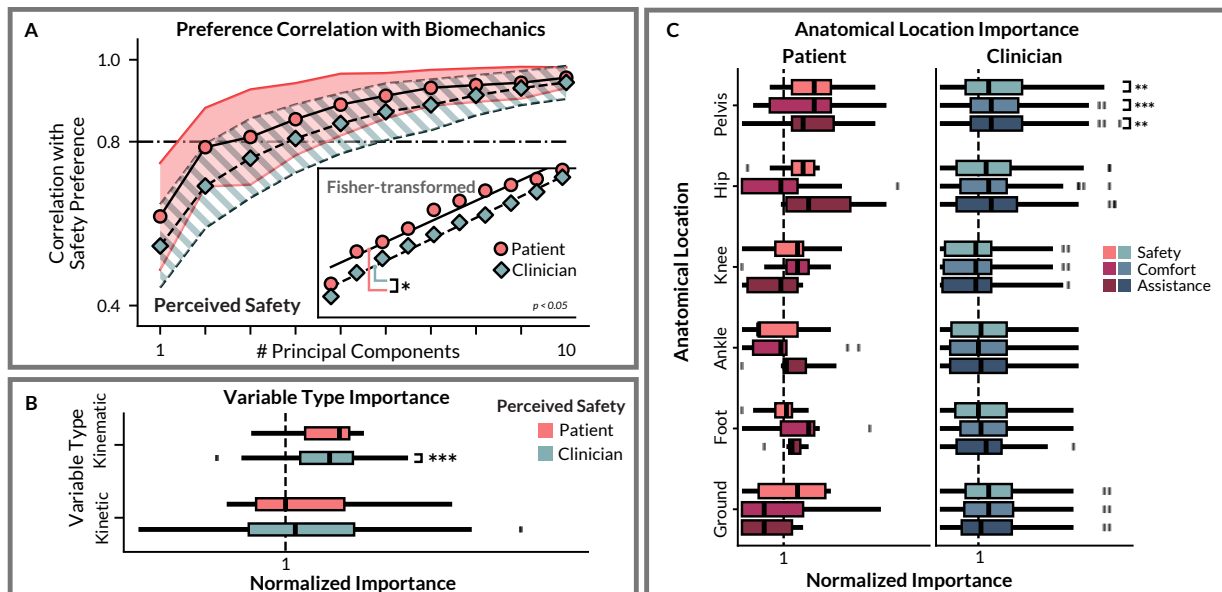 A
Preference Correlation with Biomechanics
Correlation with
Safety Preference
1.0
0.8
0.4
Fisher-transformed
Patient
Clinician
*
p < 0.05
Perceived Safety
1
# Principal Components
10
B
Variable Type Importance
Variable Type
Kinematic
Kinetic
Perceived Safety
Patient
Clinician
***
1
Normalized Importance
C
Anatomical Location Importance
Patient
Clinician
Anatomical Location
Pelvis
Hip
Knee
Ankle
Foot
Ground
**
***
**
Safety
Comfort
Assistance
1
1
Normalized Importance